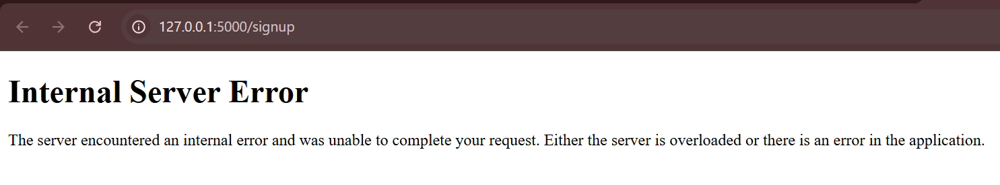 127.0.0.1:5000/signup
Internal Server Error
The server encountered an internal error and was unable to complete your request. Either the server is overloaded or there is an error in the application.